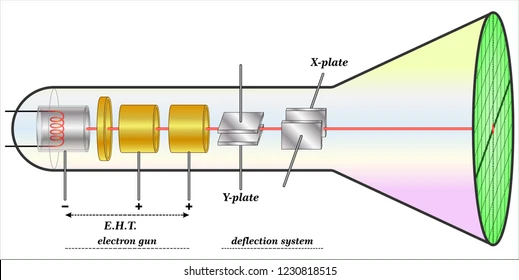 X-plate
Y-plate
− + +
E.H.T.
electron gun
deflection system
shutterstock.com · 1230818515